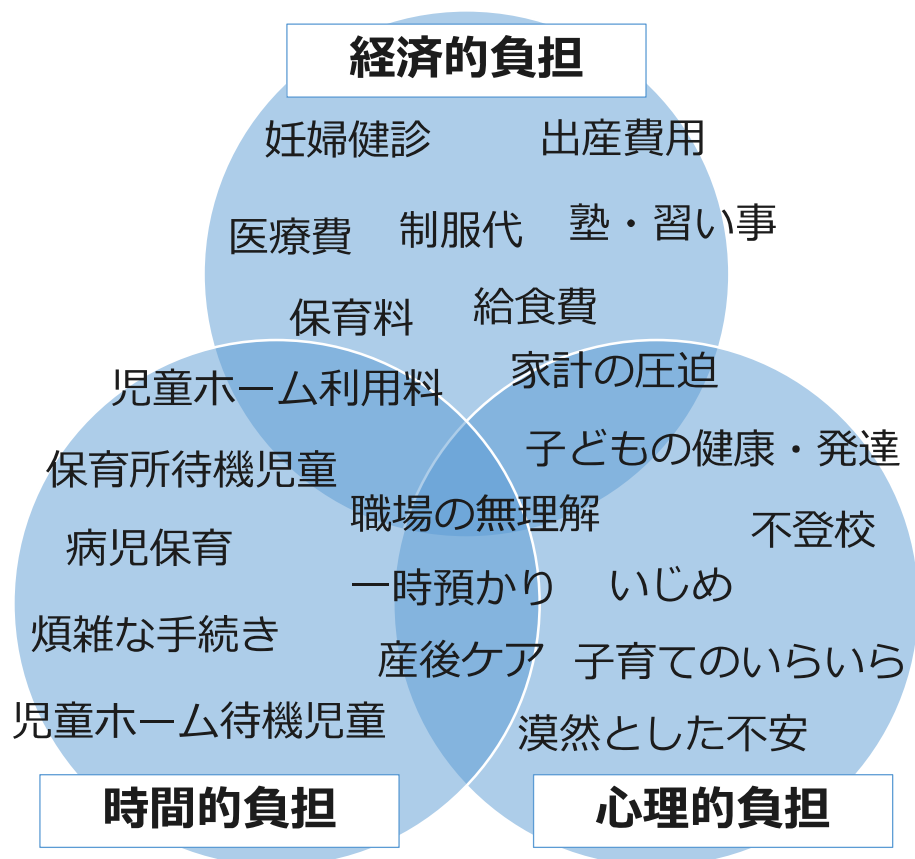 経済的負担
妊婦健診
出産費用
医療費
制服代
塾・習い事
保育料
給食費
児童ホーム利用料
家計の圧迫
保育所待機児童
子どもの健康・発達
職場の無理解
不登校
病児保育
一時預かり
いじめ
煩雑な手続き
産後ケア
子育てのいらいら
児童ホーム待機児童
漠然とした不安
時間的負担
心理的負担